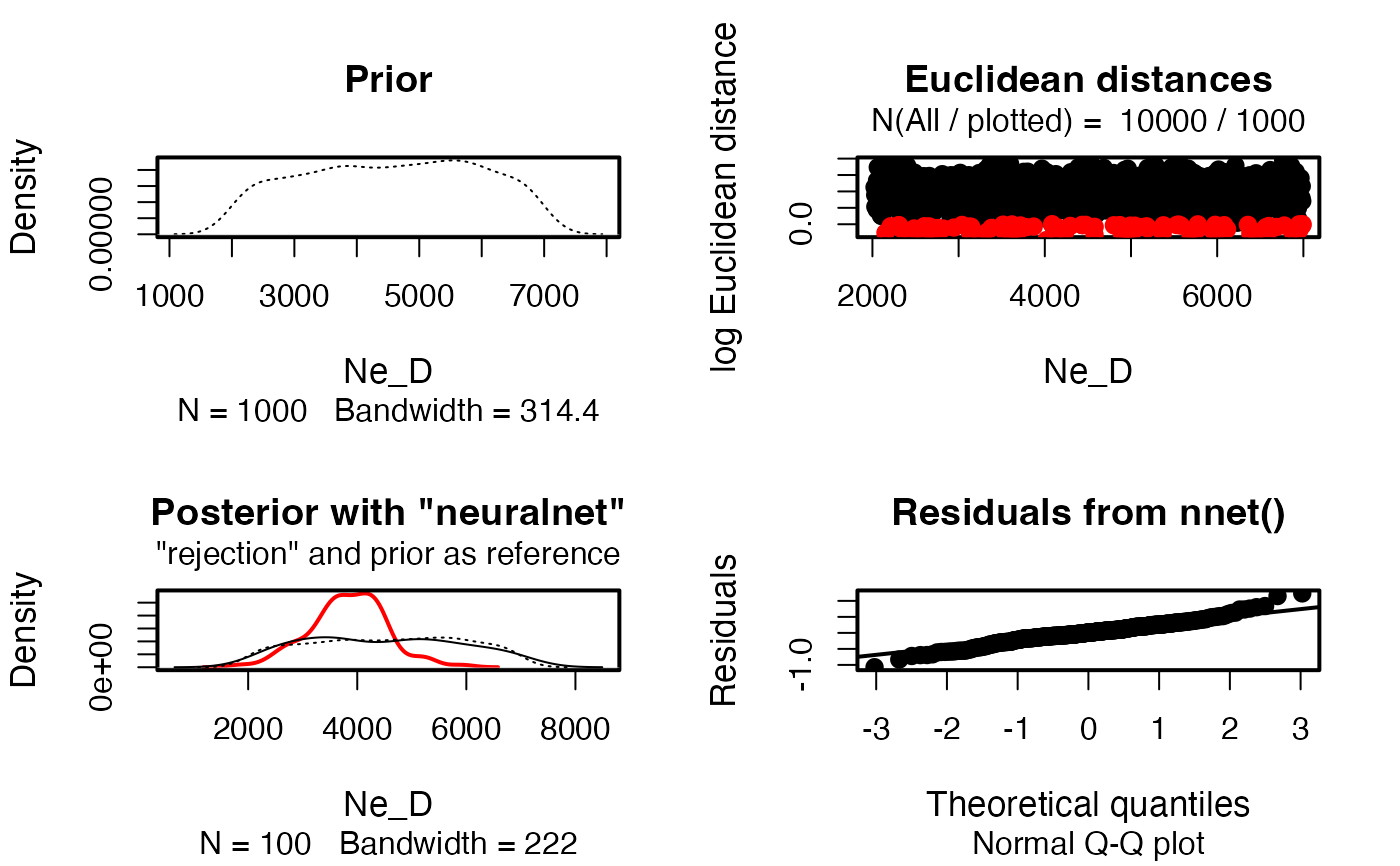 Prior
Density
0.00000
1000 3000 5000 7000
Ne_D
N = 1000 Bandwidth = 314.4
Euclidean distances
N(All / plotted) = 10000 / 1000
log Euclidean distance
0.0
2000 4000 6000
Ne_D
Posterior with "neuralnet"
"rejection" and prior as reference
Density
0e+00
2000 4000 6000 8000
Ne_D
N = 100 Bandwidth = 222
Residuals from nnet()
Residuals
-1.0
-3 -2 -1 0 1 2 3
Theoretical quantiles
Normal Q-Q plot